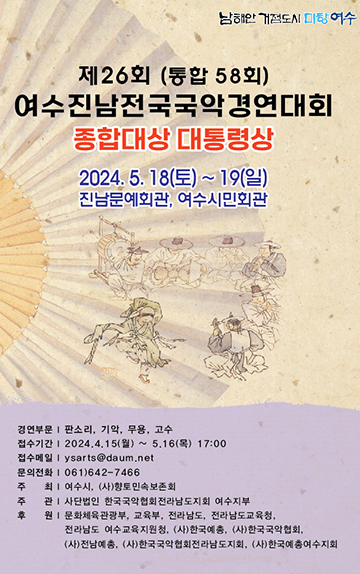 남해안 거점도시 미항여수
제26회 (통합 58회)
여수진남전국국악경연대회
종합대상 대통령상
2024. 5. 18(토) ~ 19(일)
진남문예회관, 여수시민회관
경연부문 | 판소리, 기악, 무용, 고수
접수기간 | 2024.4.15(월) ~ 5.16(목) 17:00
접수메일 | ysarts@daum.net
문의전화 | 061)642-7466
주 최 | 여수시, (사)향토민속보존회
주 관 | 사단법인 한국국악협회전라남도지회 여수지부
후 원 | 문화체육관광부, 교육부, 전라남도, 전라남도교육청,
전라남도 여수교육지원청, (사)한국예총, (사)한국국악협회,
(사)전남예총, (사)한국국악협회전라남도지회, (사)한국예총여수지회